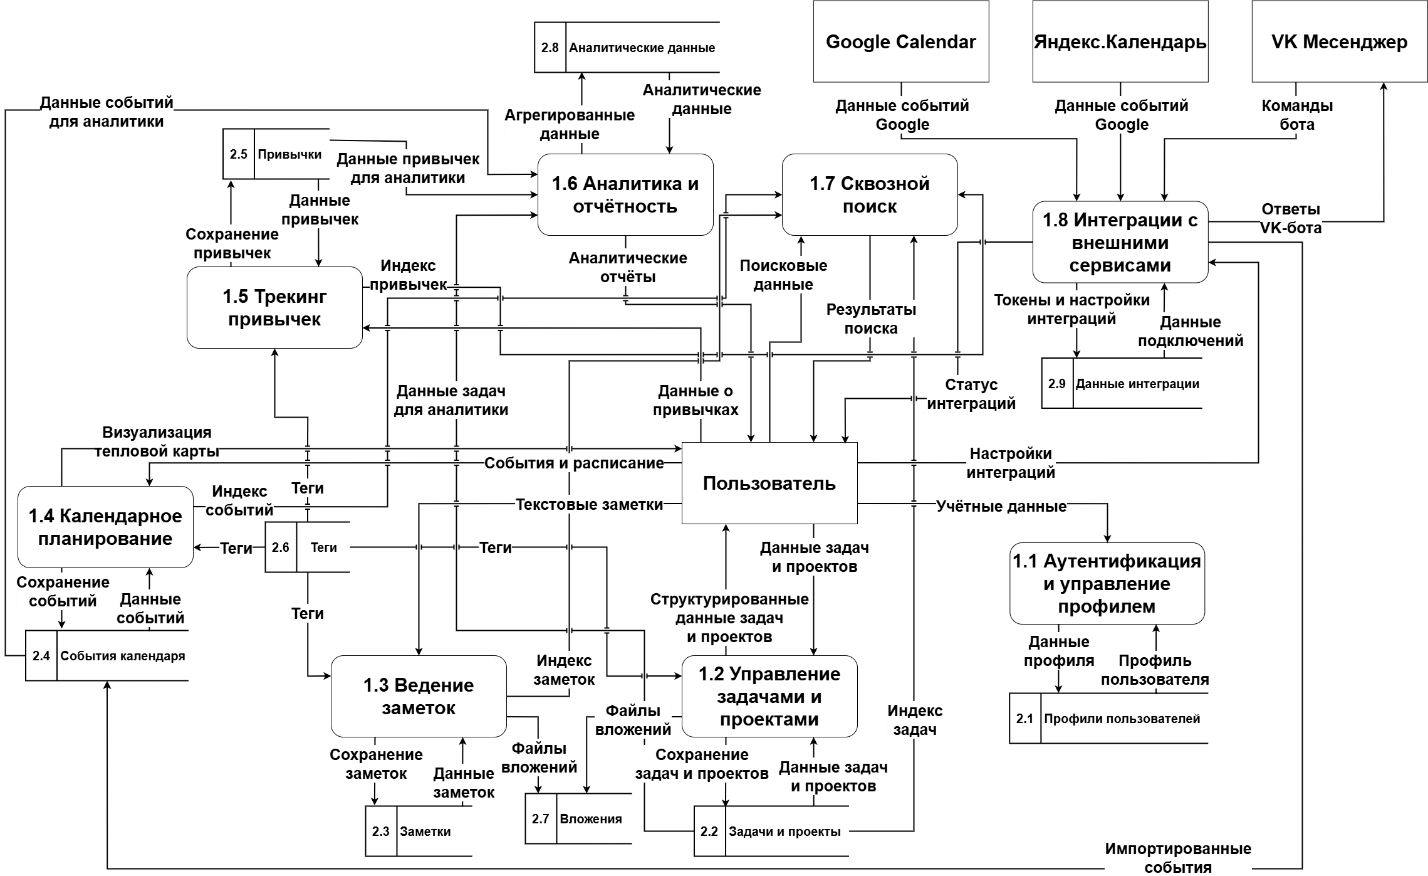 Google Calendar
Яндекс.Календарь
VK Месенджер
2.8
Аналитические данные
Данные событий
для аналитики
Агрегированные
данные
Аналитические
данные
Данные событий
Google
Данные событий
Google
Команды
бота
2.5
Привычки
Данные привычек
для аналитики
1.6 Аналитика и
отчётность
1.7 Сквозной
поиск
Данные
привычек
Сохранение
привычек
1.8 Интеграции с
внешними
сервисами
Ответы
VK-бота
Индекс
привычек
Аналитические
отчёты
Поисковые
данные
1.5 Трекинг
привычек
Результаты
поиска
Токены и настройки
интеграций
Данные
подключений
2.9
Данные интеграции
Данные задач
для аналитики
Данные о
привычках
Статус
интеграций
Визуализация
тепловой карты
События и расписание
Настройки
интеграций
Пользователь
Теги
Индекс
событий
Текстовые заметки
Учётные данные
1.4 Календарное
планирование
Теги
2.6
Теги
Теги
Данные задач
и проектов
1.1 Аутентификация
и управление
профилем
Сохранение
событий
Данные
событий
Теги
Структурированные
данные задач
и проектов
2.4
События календаря
Данные
профиля
Профиль
пользователя
Индекс
заметок
1.3 Ведение
заметок
1.2 Управление
задачами и
проектами
2.1
Профили пользователей
Файлы
вложений
Индекс
задач
Сохранение
заметок
Данные
заметок
Файлы
вложений
Сохранение
задач и проектов
Данные задач
и проектов
2.3
Заметки
2.7
Вложения
2.2
Задачи и проекты
Импортированные
события